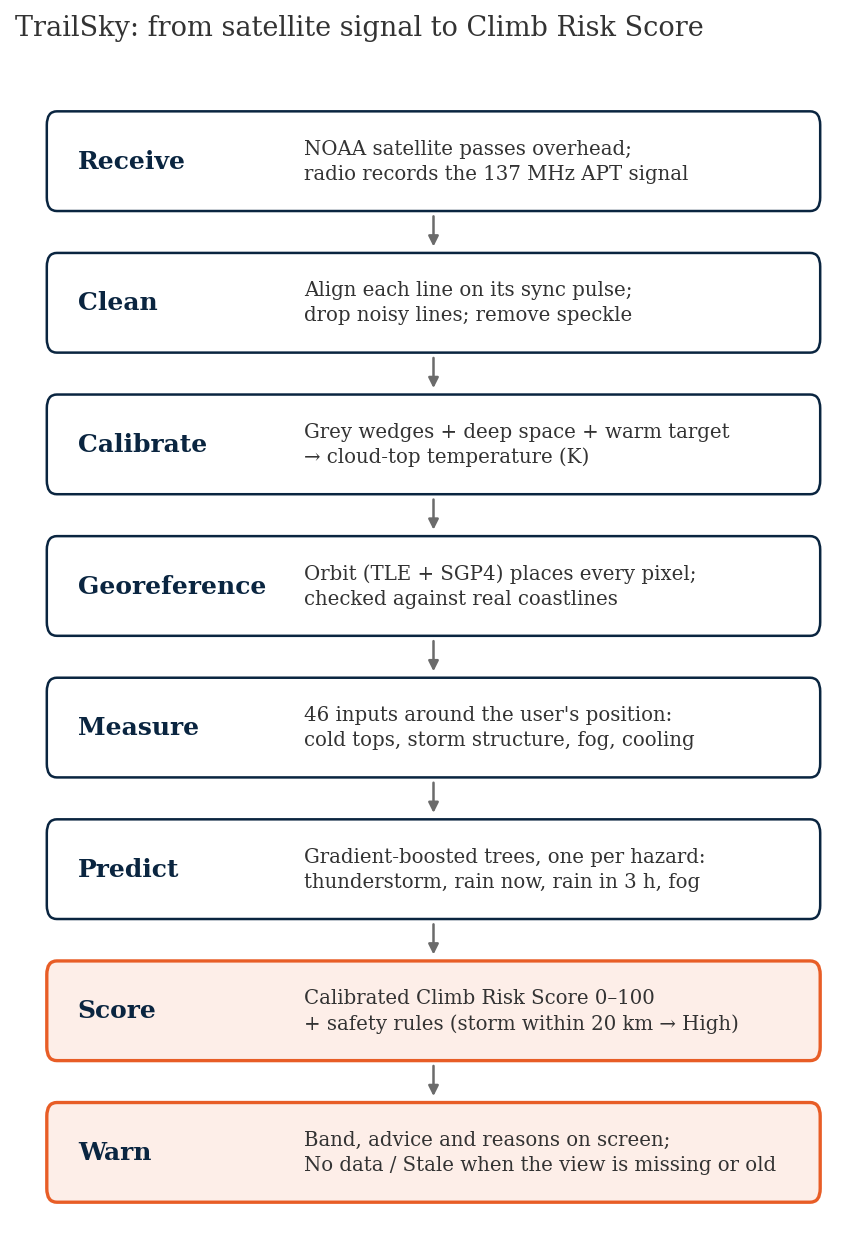 TrailSky: from satellite signal to Climb Risk Score
Receive
NOAA satellite passes overhead;
radio records the 137 MHz APT signal
Clean
Align each line on its sync pulse;
drop noisy lines; remove speckle
Calibrate
Grey wedges + deep space + warm target
→ cloud-top temperature (K)
Georeference
Orbit (TLE + SGP4) places every pixel;
checked against real coastlines
Measure
46 inputs around the user's position:
cold tops, storm structure, fog, cooling
Predict
Gradient-boosted trees, one per hazard:
thunderstorm, rain now, rain in 3 h, fog
Score
Calibrated Climb Risk Score 0–100
+ safety rules (storm within 20 km → High)
Warn
Band, advice and reasons on screen;
No data / Stale when the view is missing or old